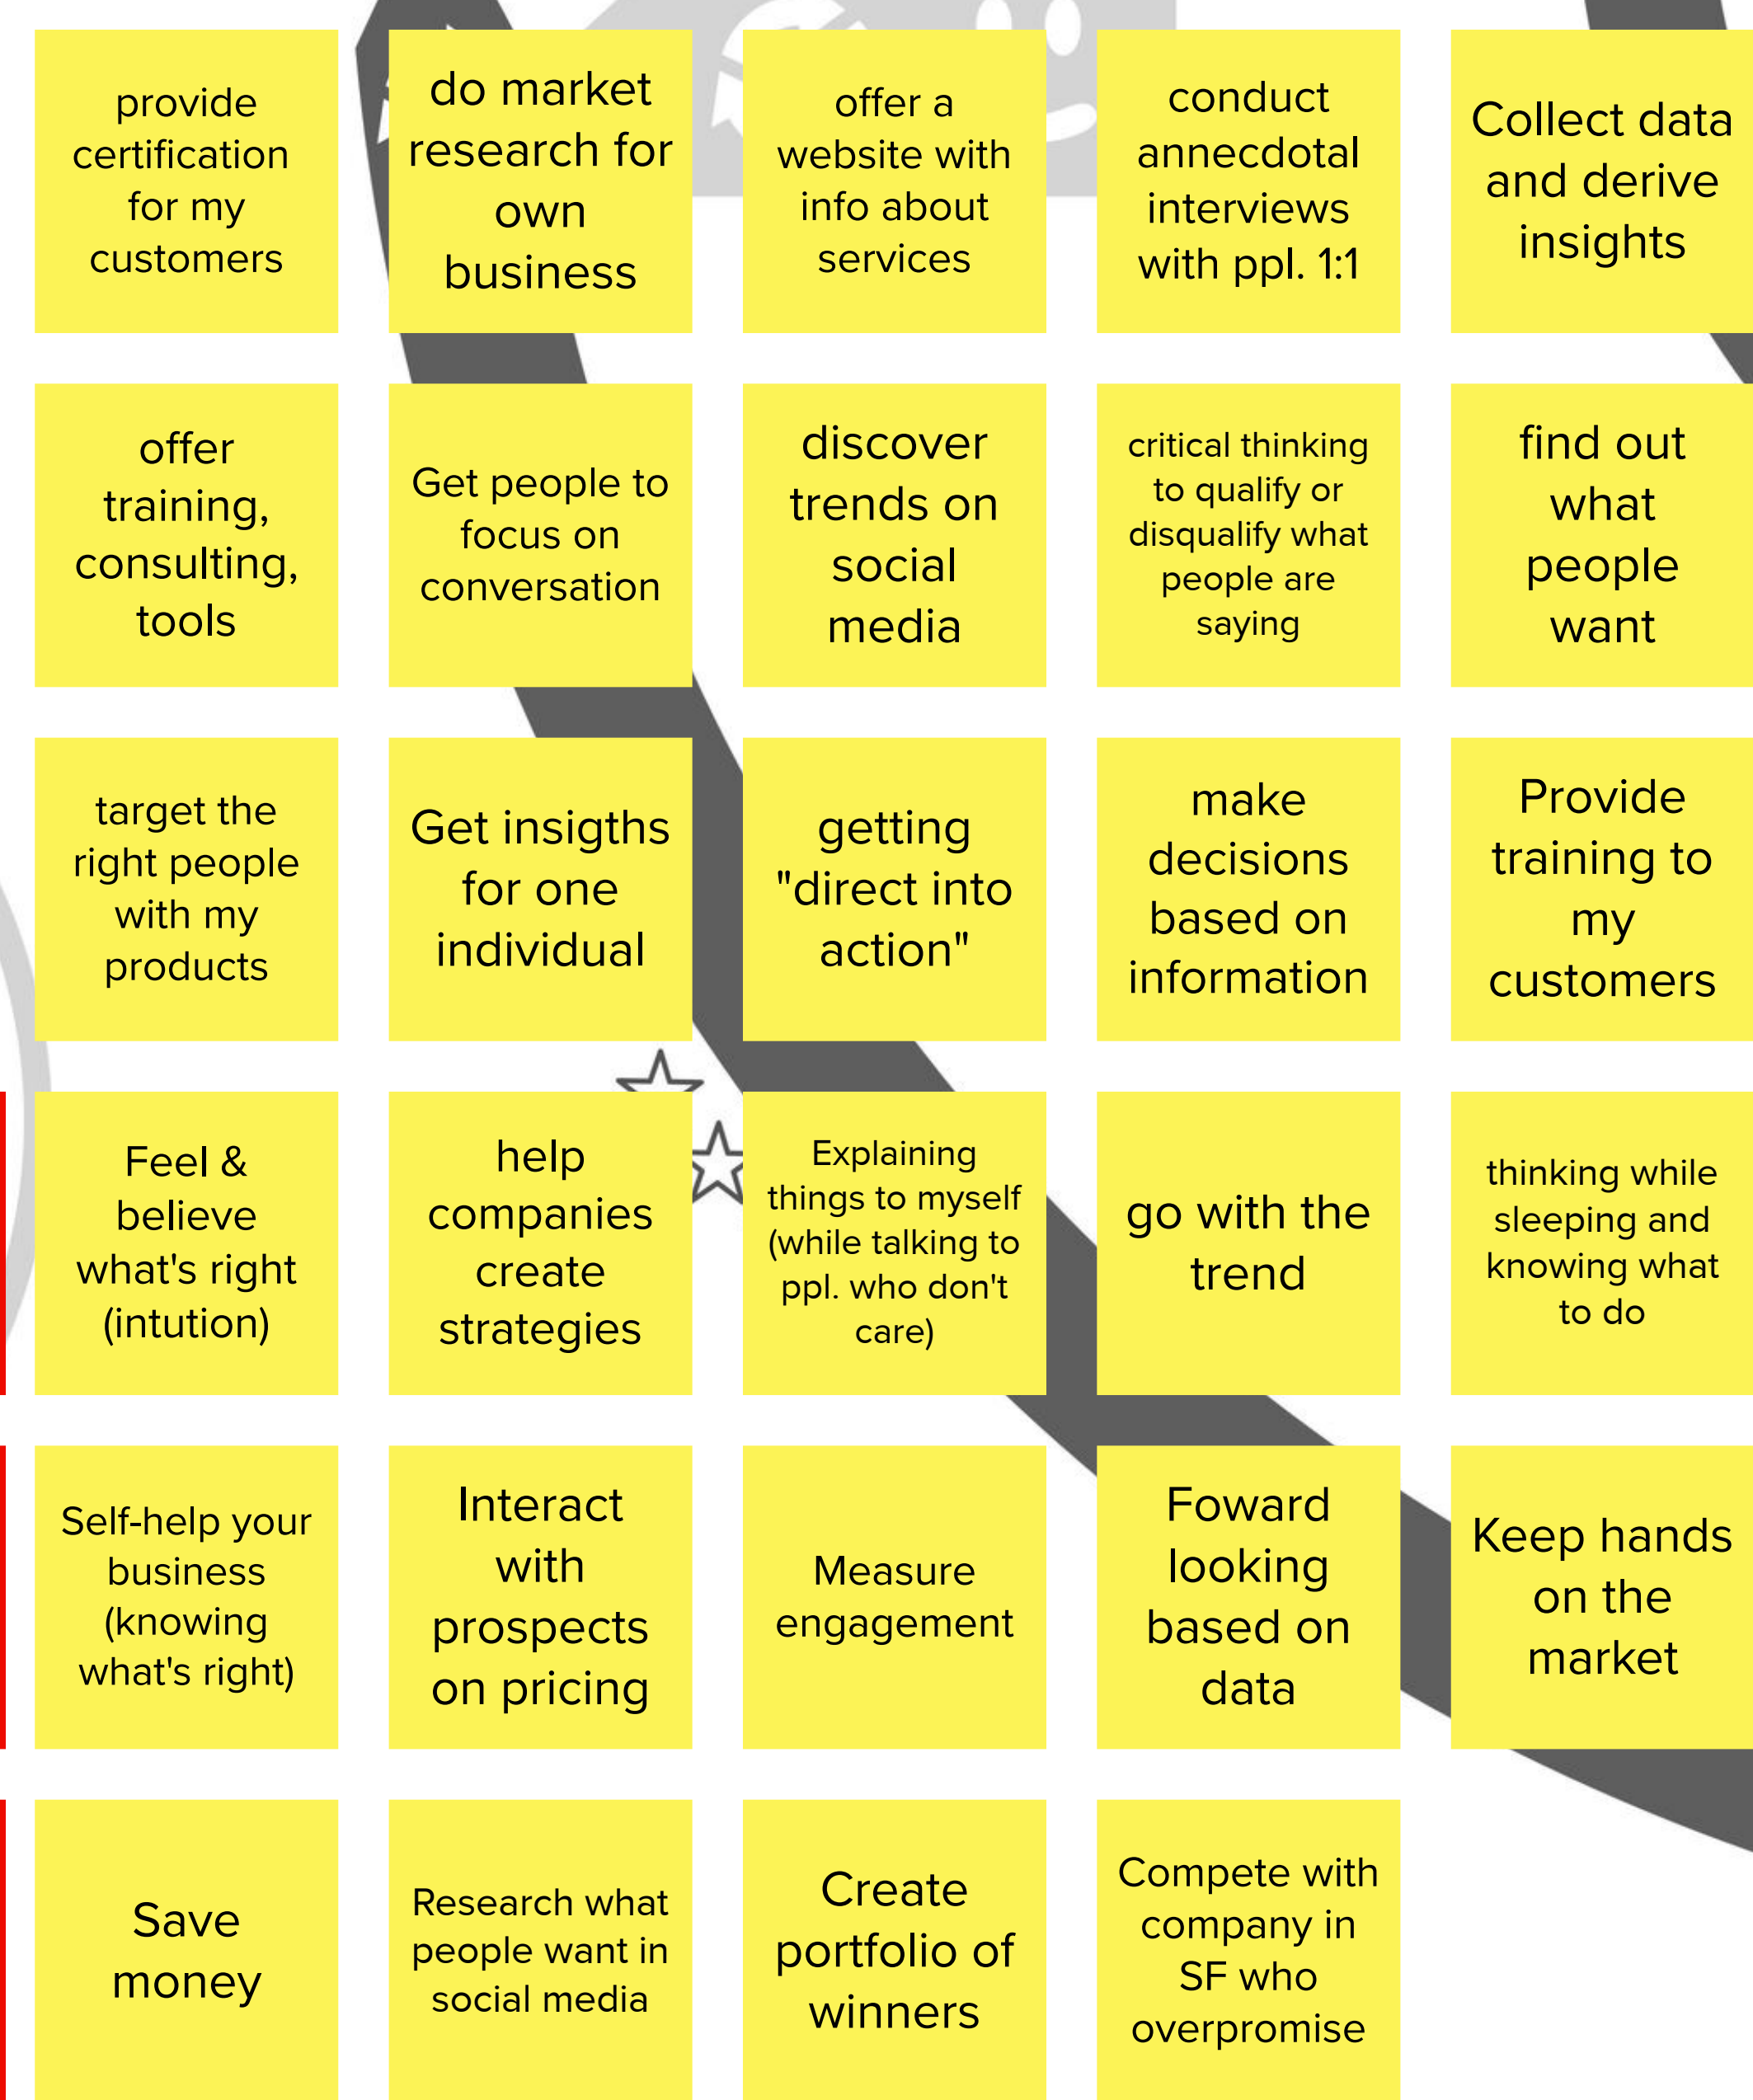 provide
certification
for my
customers
do market
research for
own
business
offer a
website with
info about
services
conduct
annecdotal
interviews
with ppl. 1:1
Collect data
and derive
insights
offer
training,
consulting,
tools
Get people to
focus on
conversation
discover
trends on
social
media
critical thinking
to qualify or
disqualify what
people are
saying
find out
what
people
want
target the
right people
with my
products
Get insigths
for one
individual
getting
"direct into
action"
make
decisions
based on
information
Provide
training to
my
customers
Feel &
believe
what's right
(intution)
help
companies
create
strategies
Explaining
things to myself
(while talking to
ppl. who don't
care)
go with the
trend
thinking while
sleeping and
knowing what
to do
Self-help your
business
(knowing
what's right)
Interact
with
prospects
on pricing
Measure
engagement
Foward
looking
based on
data
Keep hands
on the
market
Save
money
Research what
people want in
social media
Create
portfolio of
winners
Compete with
company in
SF who
overpromise